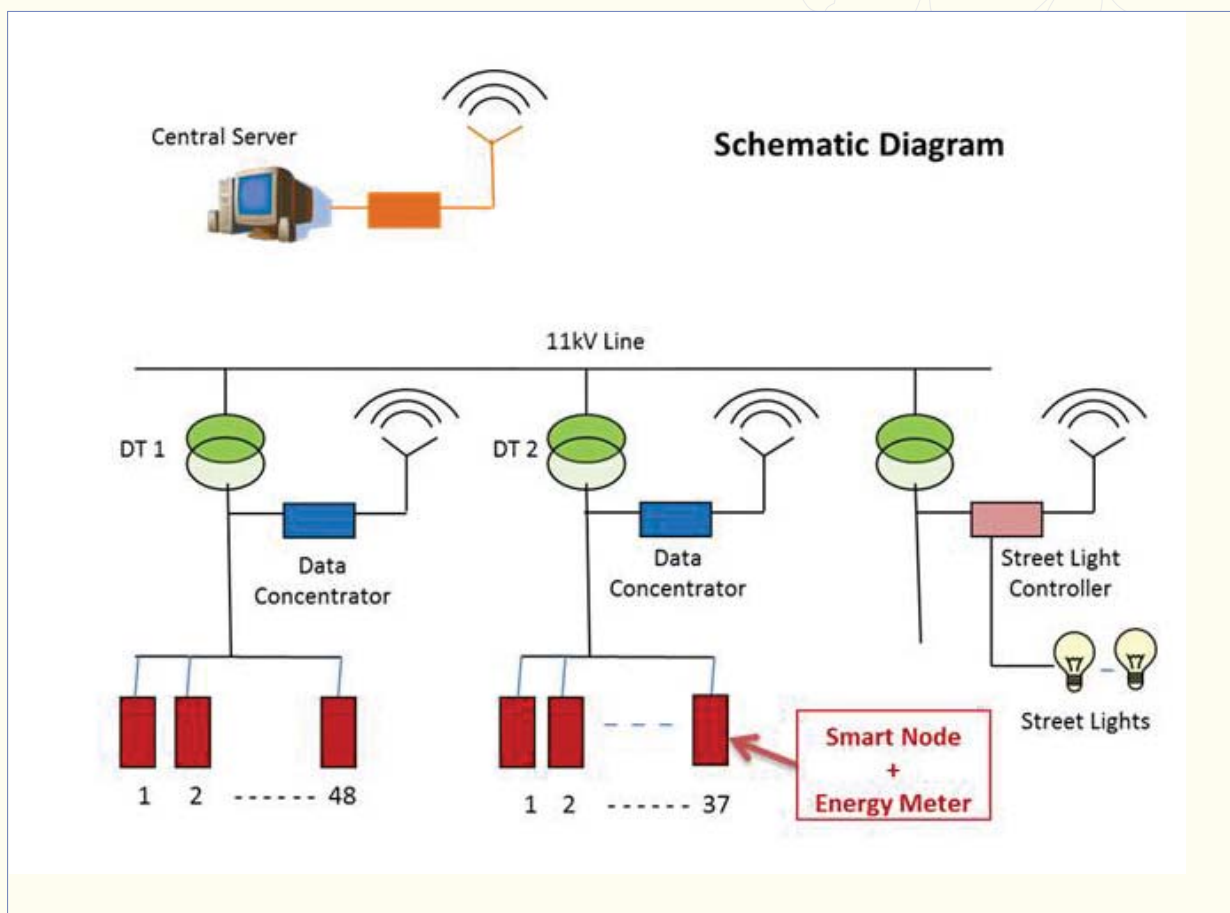 Central Server
Schematic Diagram
11kV Line
DT 1
DT 2
Data
Concentrator
Data
Concentrator
Street Light
Controller
Street Lights
1 2 ------ 48
1 2 ------ 37
Smart Node
+
Energy Meter